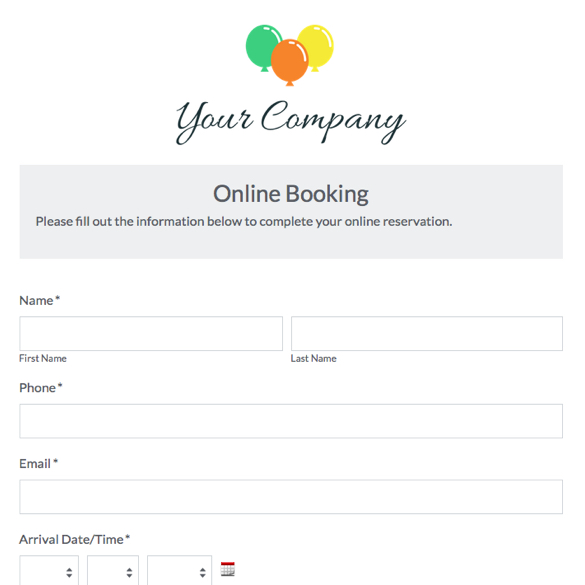 Your Company
Online Booking
Please fill out the information below to complete your online reservation.
Name*
First Name Last Name
Phone*
Email*
Arrival Date/Time*